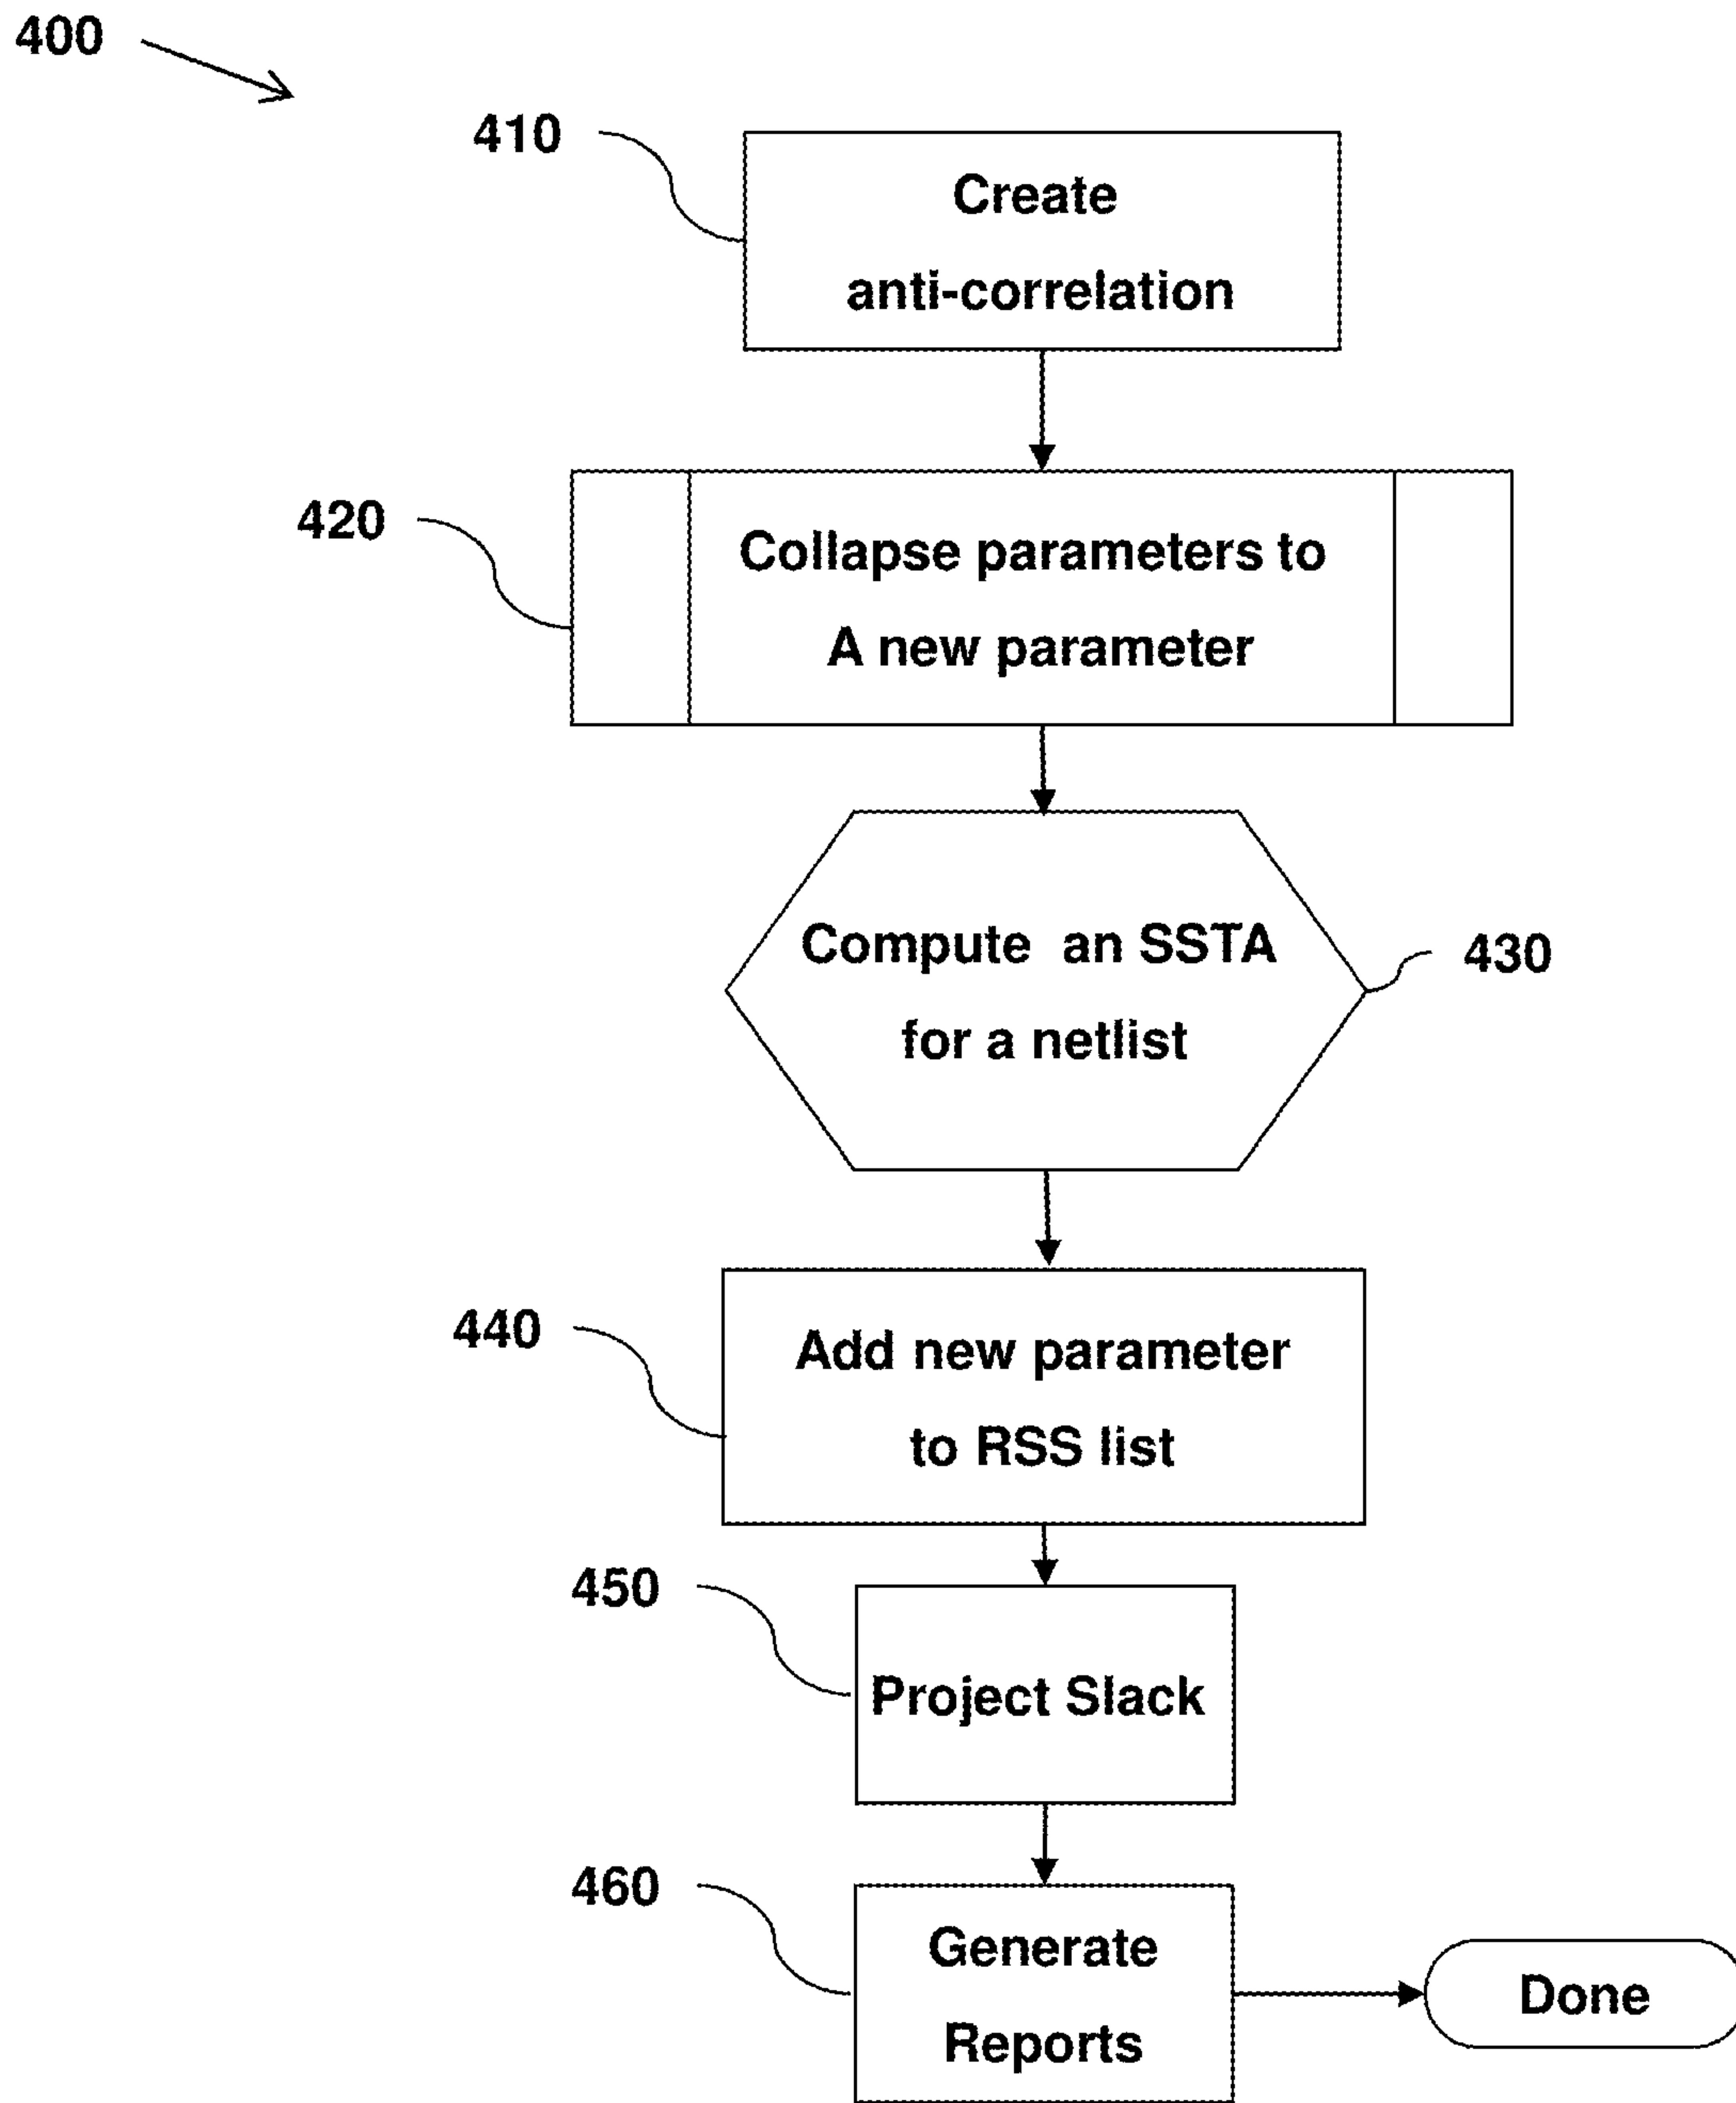 400
410
Create
anti-correlation
420
Collapse parameters to
A new parameter
Compute an SSTA
for a netlist
430
440
Add new parameter
to RSS list
450
Project Slack
460
Generate
Reports
Done